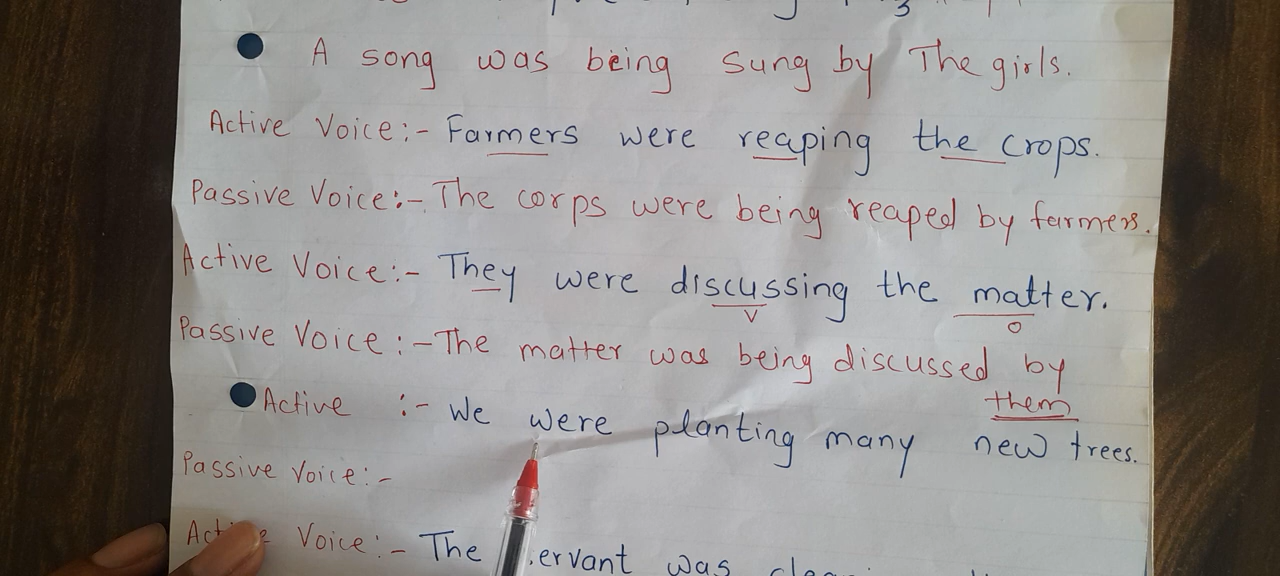 A song was being sung by The girls.
Active Voice:- Farmers were reaping the crops.
Passive Voice:- The corps were being reaped by farmers.
Active Voice:- They were discussing the matter.
V
O
Passive Voice:- The matter was being discussed by
them
Active :- We were planting many new trees.
Passive Voice:-
Voice:- The was